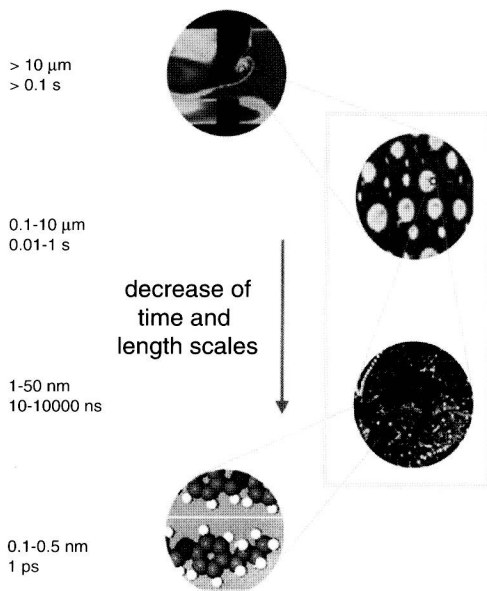 > 10 μm
> 0.1 s
0.1-10 μm
0.01-1 s
decrease of
time and
length scales
1-50 nm
10-10000 ns
0.1-0.5 nm
1 ps